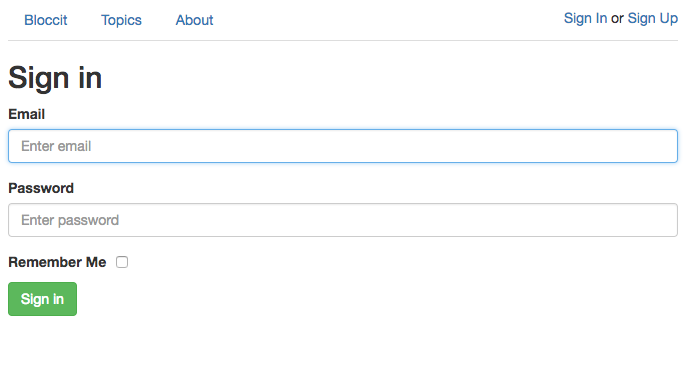 Bloccit Topics About Sign In or Sign Up
Sign in
Email
Enter email
Password
Enter password
Remember Me
Sign in